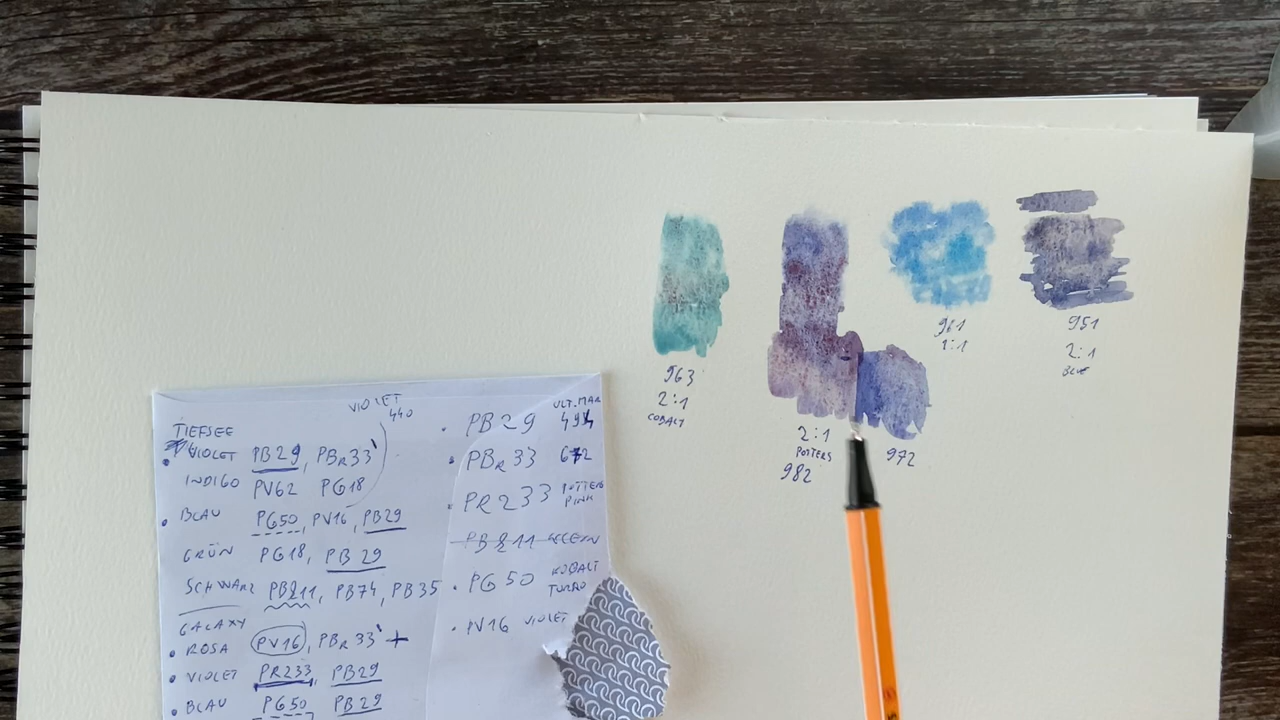 VIOLET
440
TIEFSEE
VIOLET PB29, PBR33
INDIGO PV62 PG18
BLAU PG50, PV16, PB29
GRÜN PG18, PB29
SCHWARZ PB211, PB74, PB35
GALAXY
ROSA PV16, PBR33 +
VIOLET PR233, PB29
BLAU PG50 PB29
ULT.MAR
PB29 494
PBR33 672
PR233 POTTERS
PINK
PG50 KOBALT
TURBO
PV16 VIOLET
963
2:1
COBALT
2:1
POTTERS
982
972
961
1:1
951
2:1
BLUE